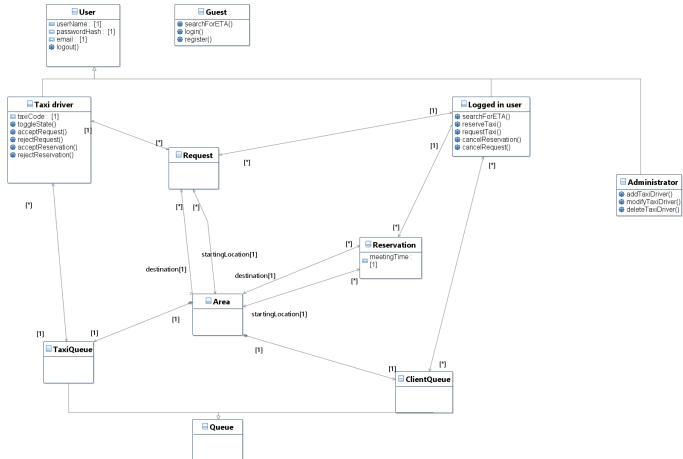 User
userName : [1]
passwordHash : [1]
email : [1]
logout()
Guest
searchForETA()
login()
register()
Taxi driver
taxiCode : [1]
toggleState()
acceptRequest()
rejectRequest()
acceptReservation()
rejectReservation()
Logged in user
searchForETA()
reserveTaxi()
requestTaxi()
cancelReservation()
cancelRequest()
Administrator
addTaxiDriver()
modifyTaxiDriver()
deleteTaxiDriver()
[1]
[*]
Request
[1]
[*]
[1]
[*]
[*]
[*]
[*]
[*]
startingLocation[1]
destination[1]
Reservation
meetingTime :
[1]
[*]
[*]
destination[1]
startingLocation[1]
Area
[1]
[1]
[1]
TaxiQueue
[1]
[1]
[*]
ClientQueue
Queue